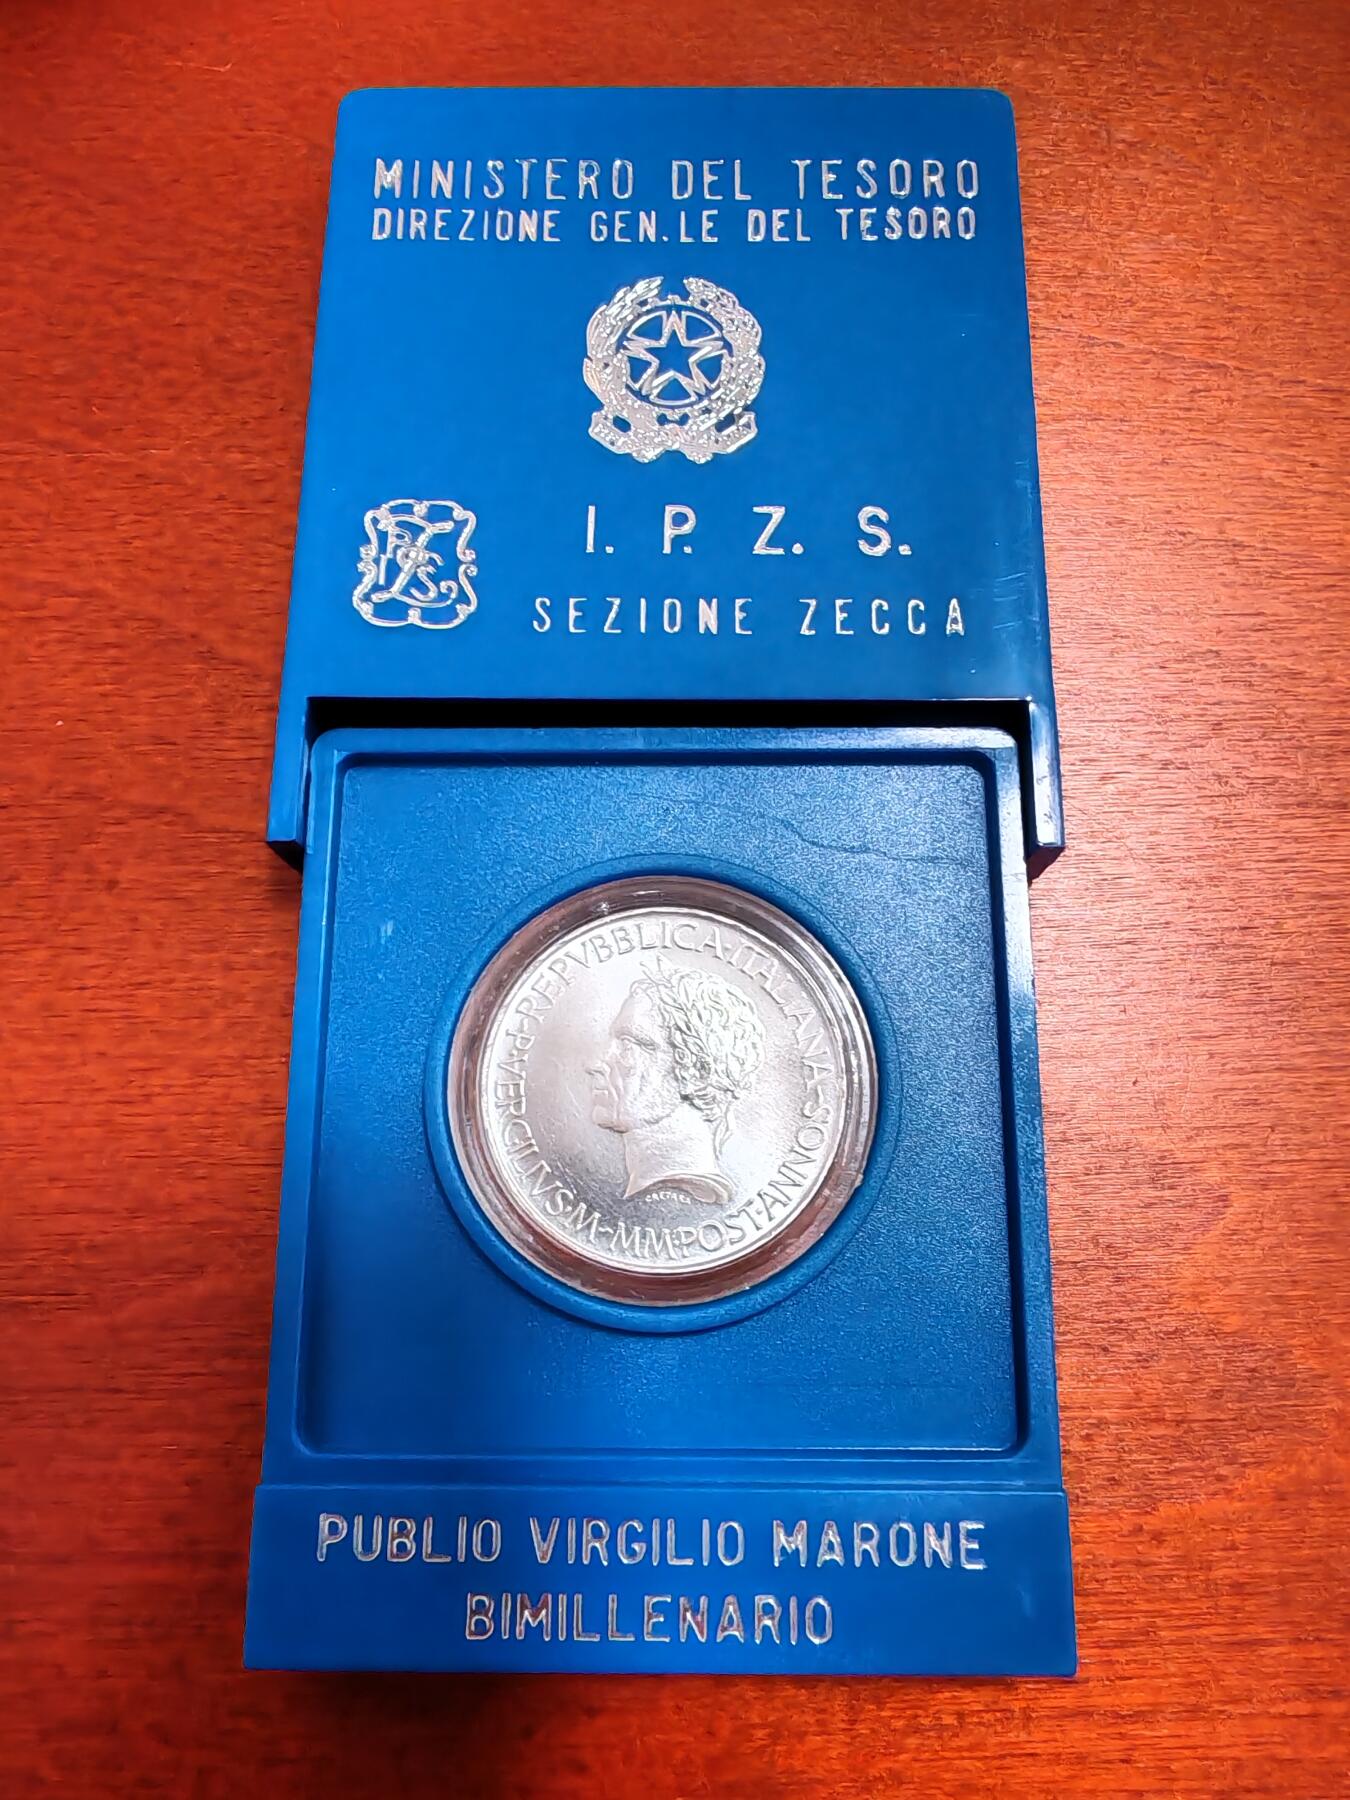 MINISTERO DEL TESORO
DIREZIONE GEN.LE DEL TESORO
I. P. Z. S.
SEZIONE ZECCA
P·VERGILIVS·M·MM·POST·ANNOS·REPVBBLICA·ITALIANA
PUBLIO VIRGILIO MARONE
BIMILLENARIO